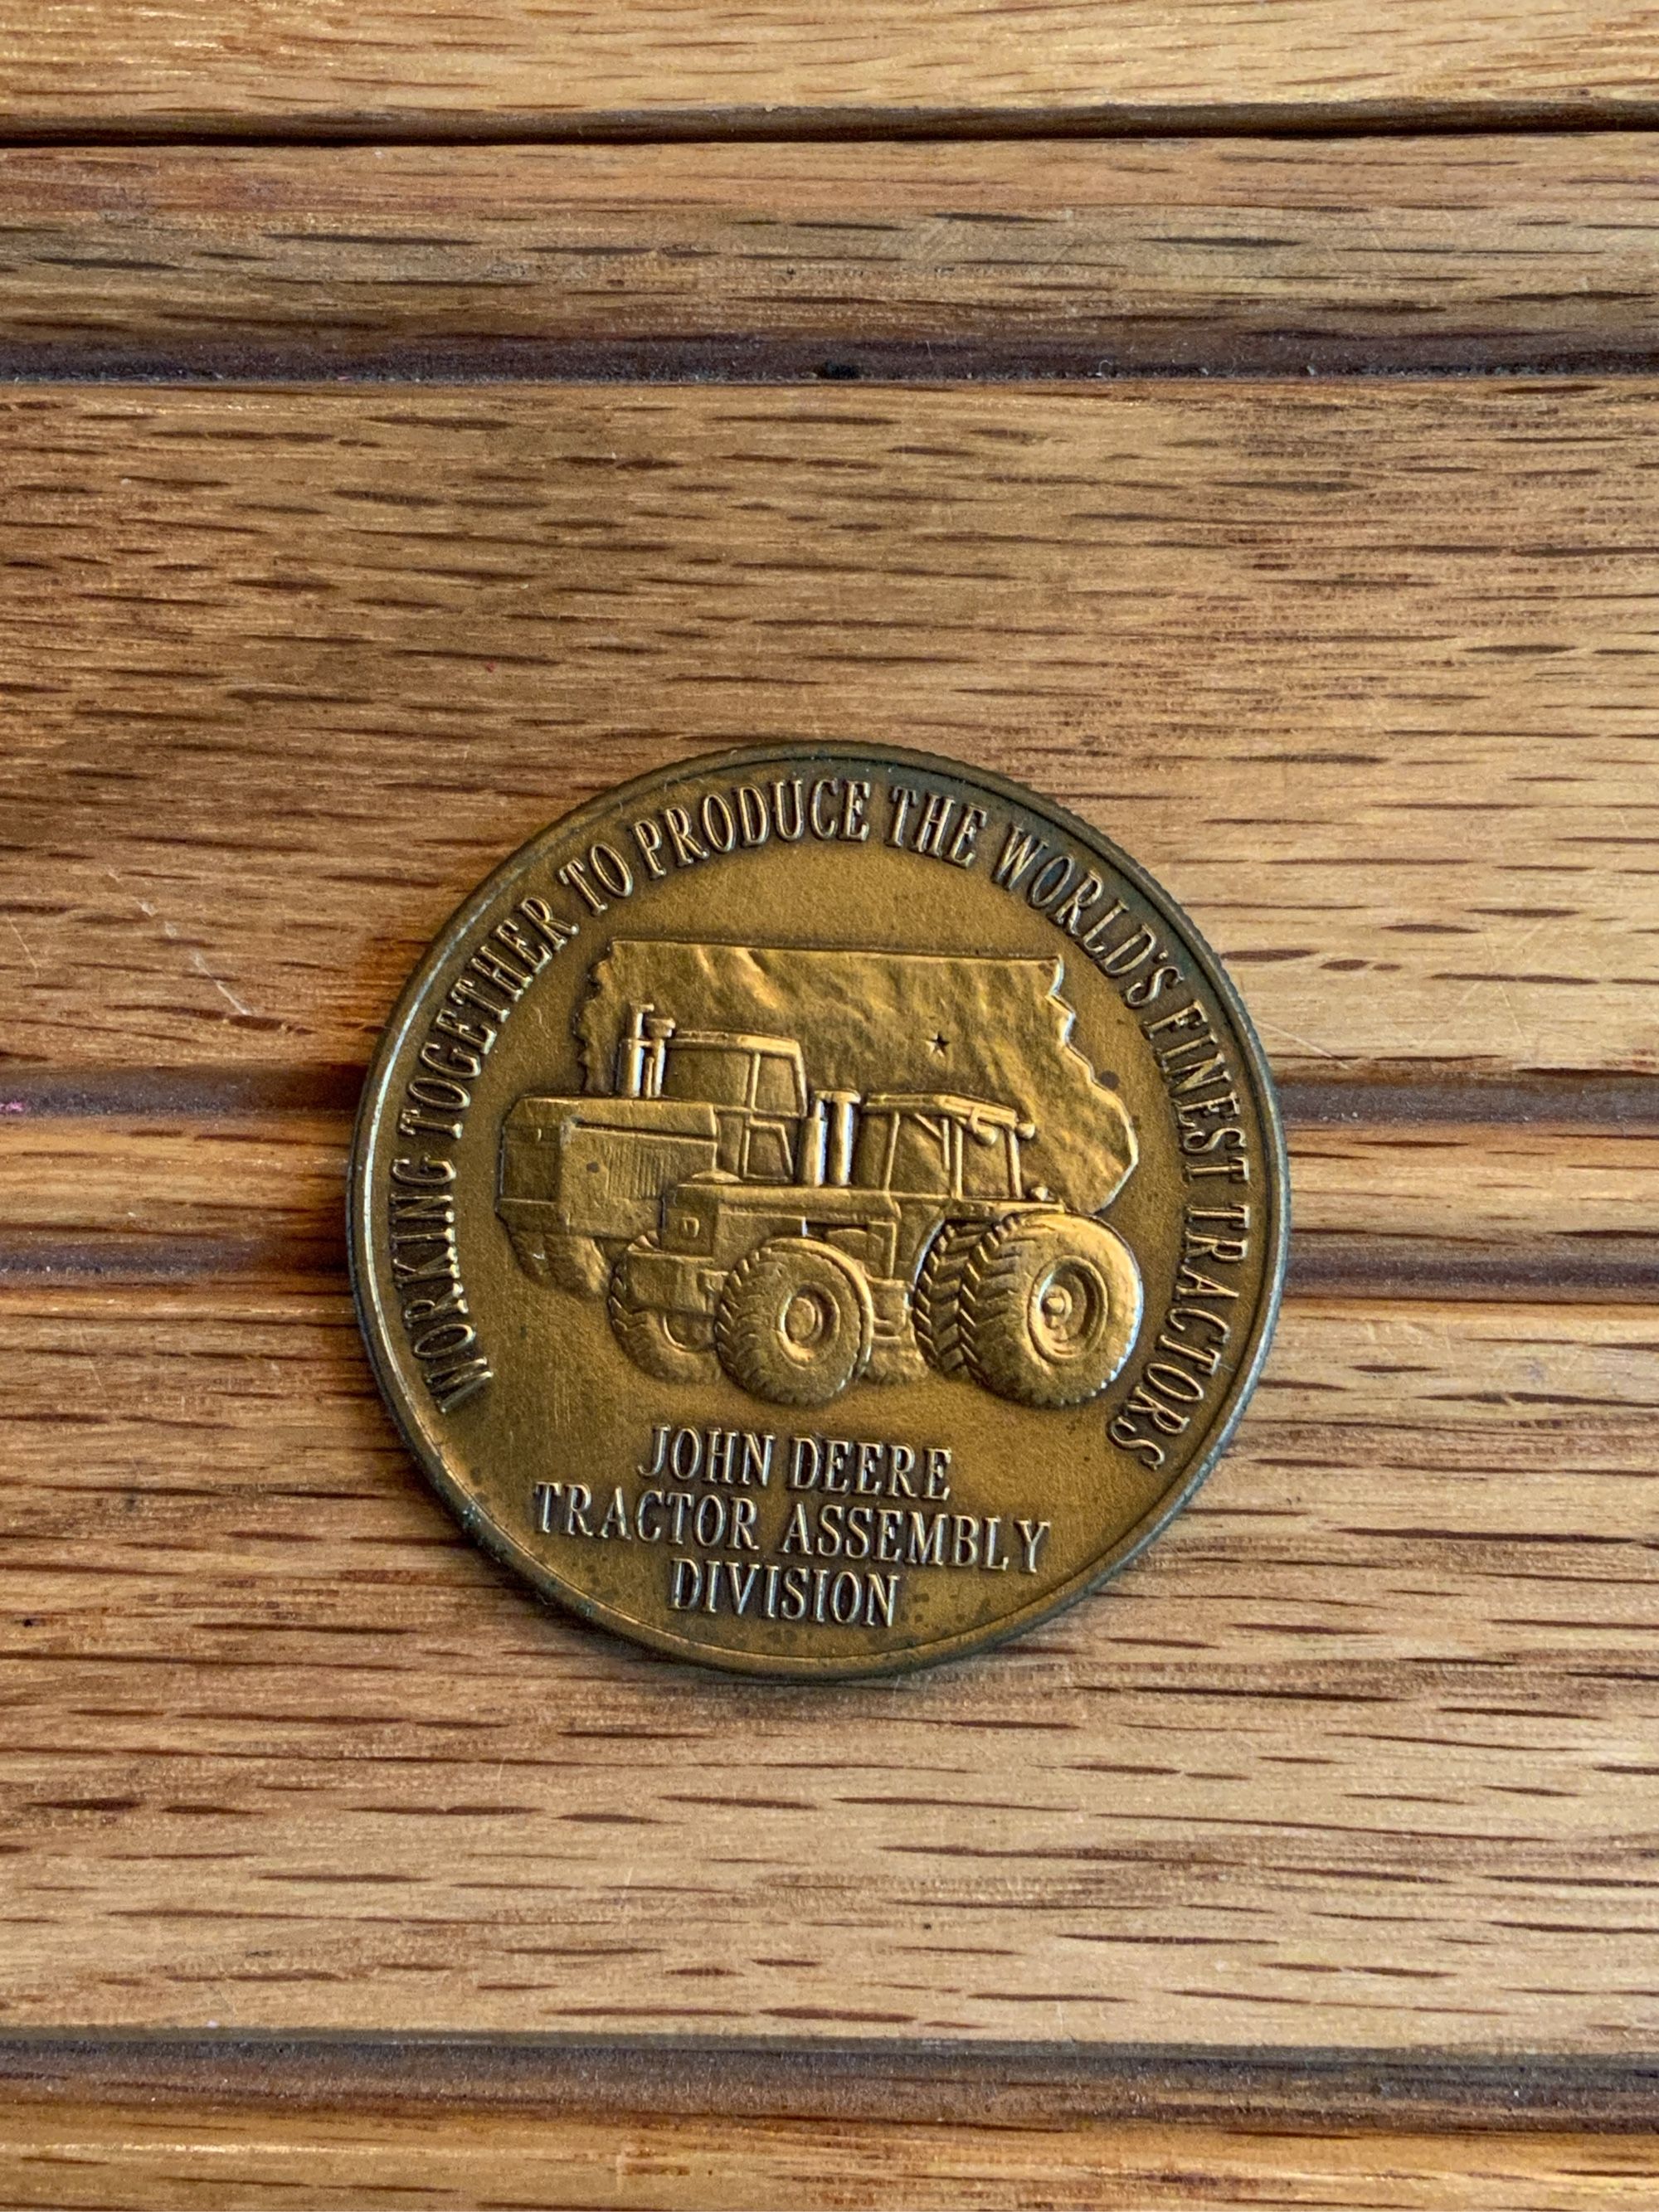 WORKING TOGETHER TO PRODUCE THE WORLD'S FINEST TRACTORS
JOHN DEERE
TRACTOR ASSEMBLY
DIVISION